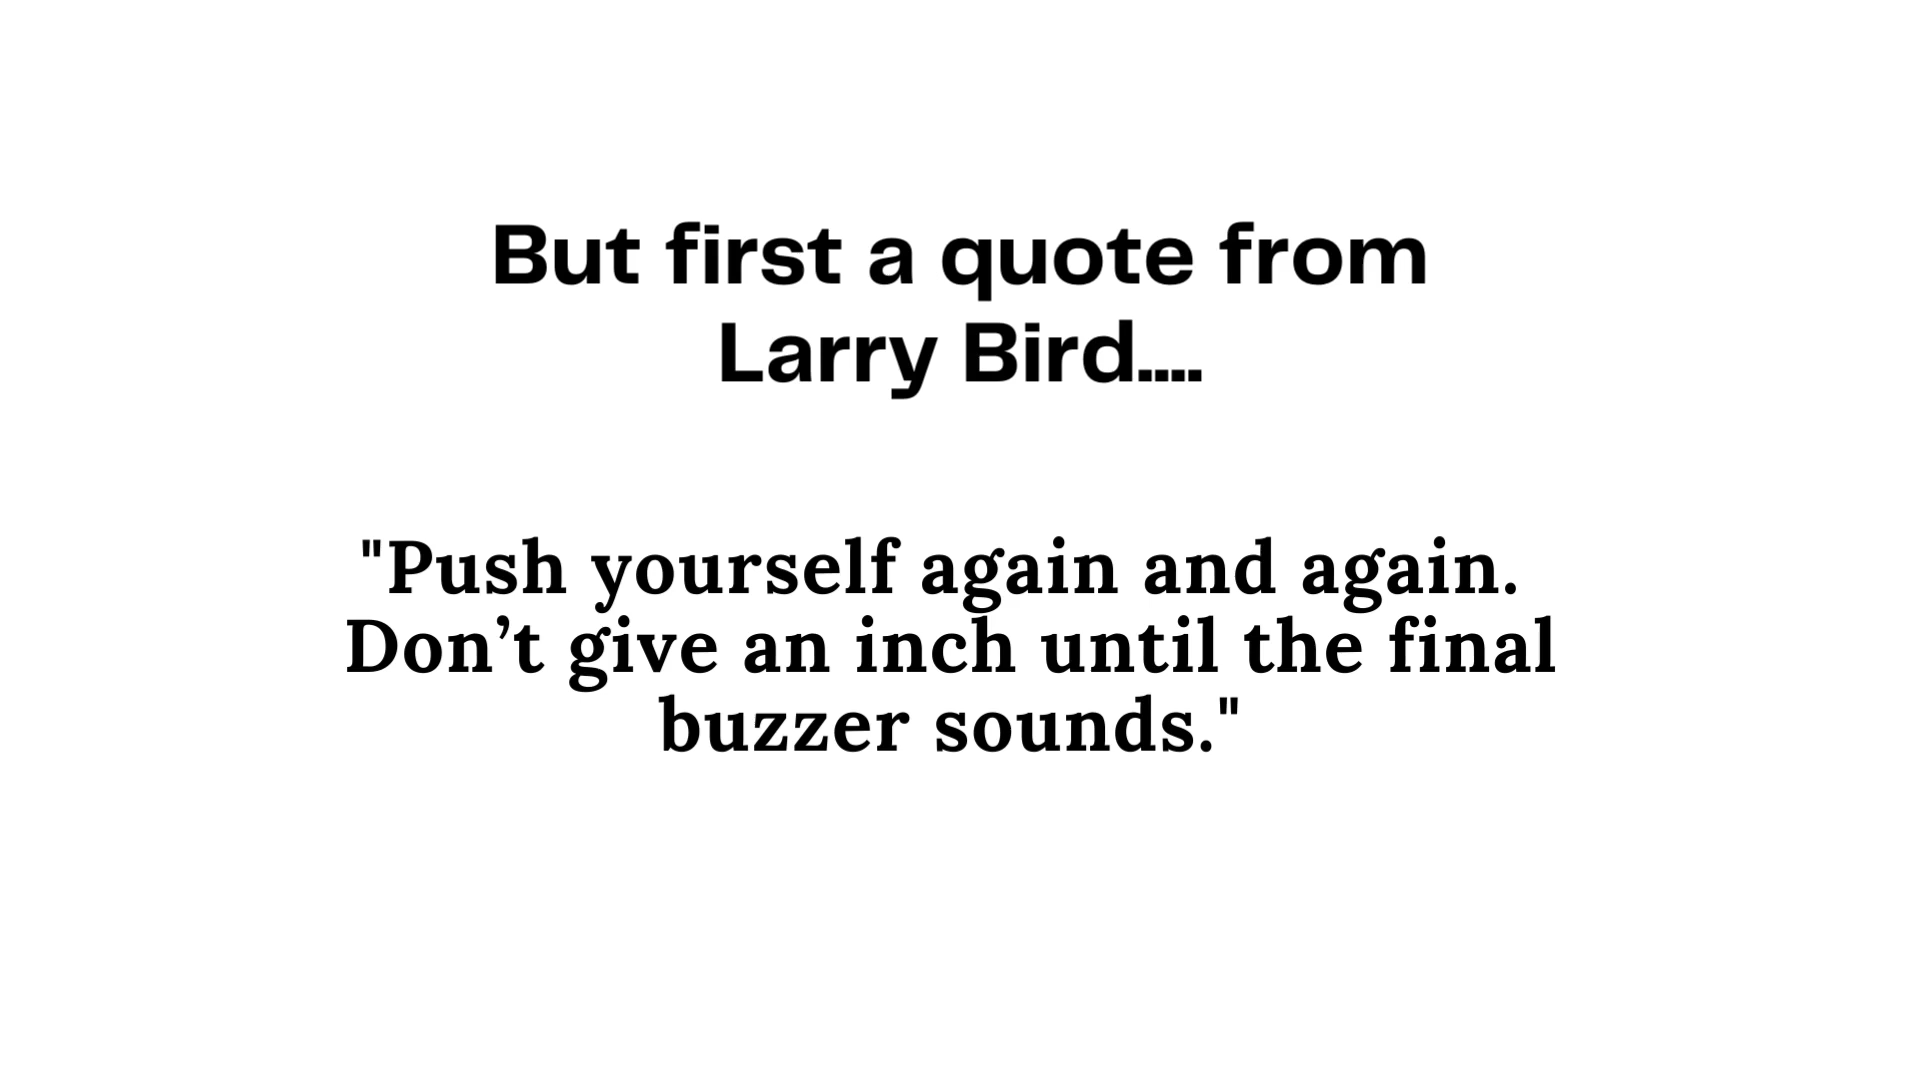 But first a quote from
Larry Bird....
"Push yourself again and again.
Don’t give an inch until the final
buzzer sounds."